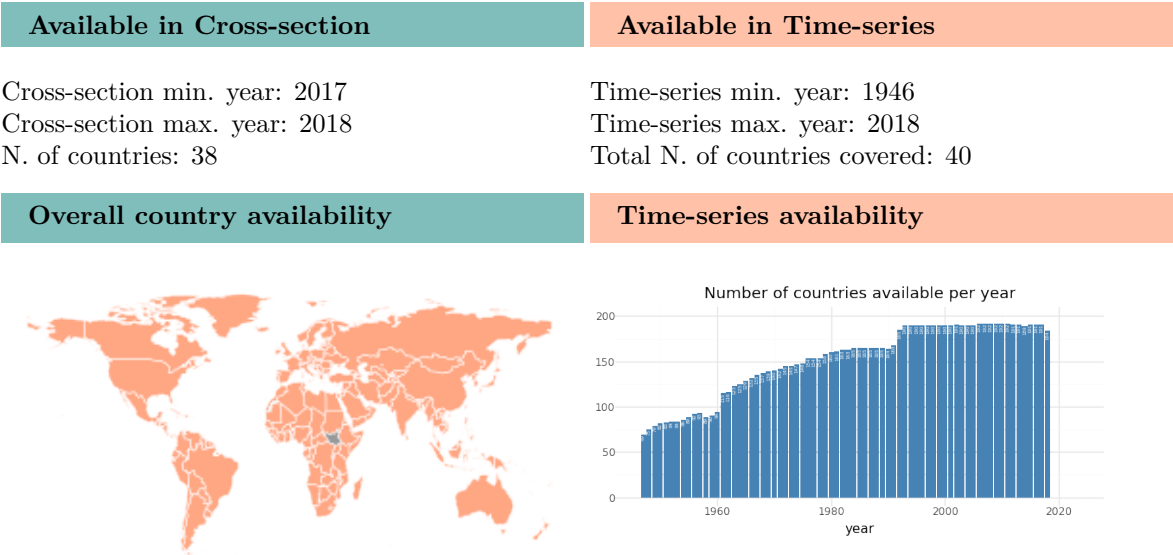 Available in Cross-section
Available in Time-series
Cross-section min. year: 2017
Cross-section max. year: 2018
N. of countries: 38
Time-series min. year: 1946
Time-series max. year: 2018
Total N. of countries covered: 40
Overall country availability
Time-series availability
Number of countries available per year
200
150
100
50
0
1960
1980
2000
2020
year